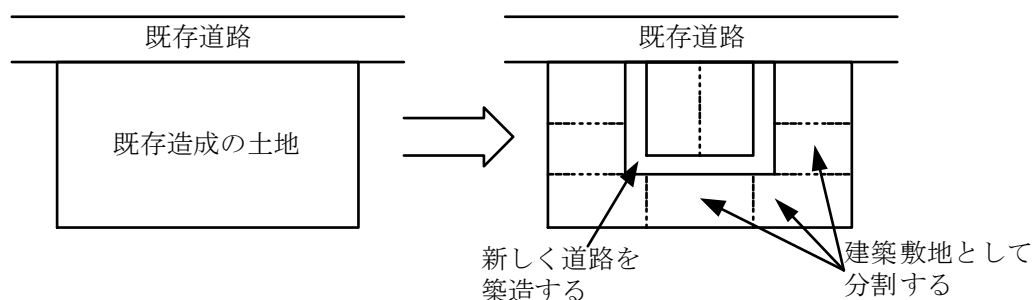 既存道路
既存造成の土地
既存道路
新しく道路を
築造する
建築敷地として
分割する